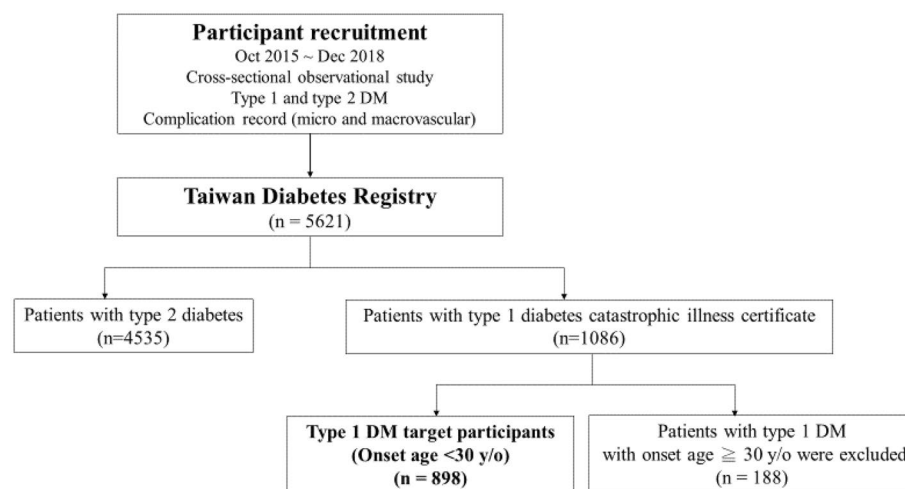 Participant recruitment
Oct 2015 ~ Dec 2018
Cross-sectional observational study
Type 1 and type 2 DM
Complication record (micro and macrovascular)
Taiwan Diabetes Registry
(n = 5621)
Patients with type 2 diabetes
(n=4535)
Patients with type 1 diabetes catastrophic illness certificate
(n=1086)
Type 1 DM target participants
(Onset age <30 y/o)
(n = 898)
Patients with type 1 DM
with onset age ≧ 30 y/o were excluded
(n = 188)